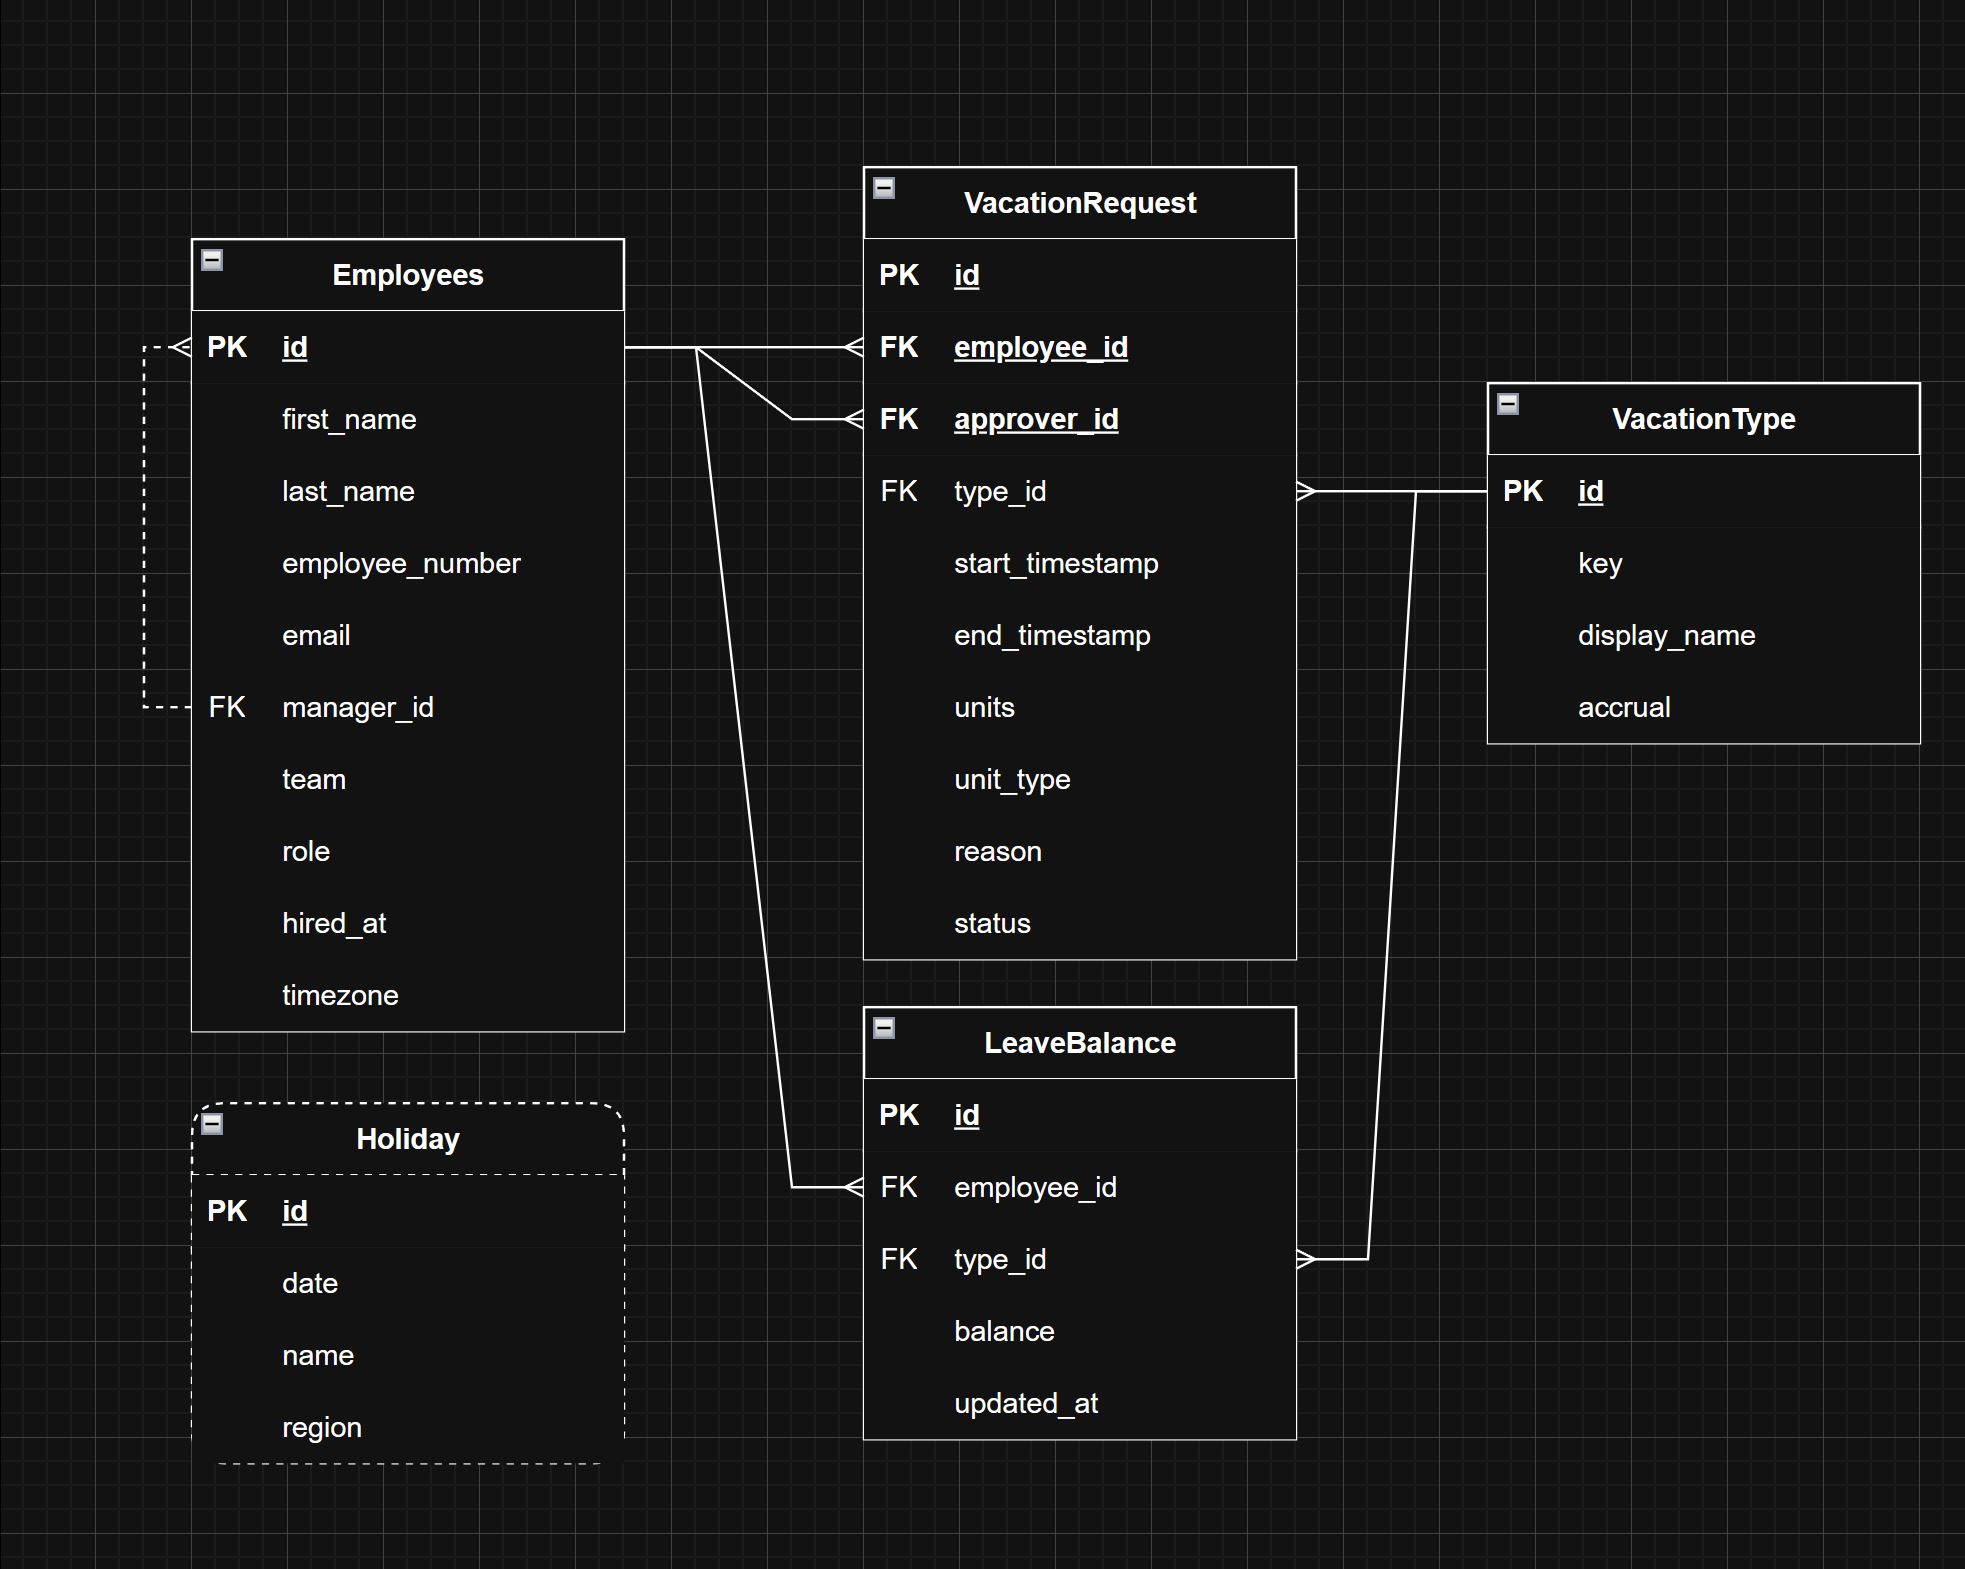 Employees
PK id
first_name
last_name
employee_number
email
FK manager_id
team
role
hired_at
timezone
Holiday
PK id
date
name
region
VacationRequest
PK id
FK employee_id
FK approver_id
FK type_id
start_timestamp
end_timestamp
units
unit_type
reason
status
LeaveBalance
PK id
FK employee_id
FK type_id
balance
updated_at
VacationType
PK id
key
display_name
accrual